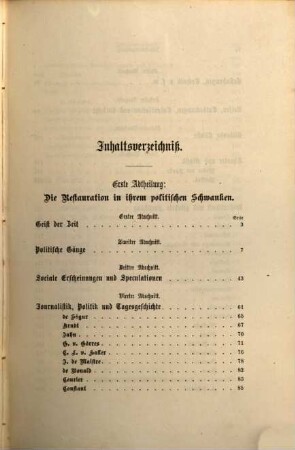 Inhaltsverzeichniß.
Erste Abtheilung:
Die Restauration in ihrem politischen Schwanken.
Erster Abschnitt.
Seite
Geist der Zeit . . . 3
Zweiter Abschnitt.
Politische Gänge . . . 7
Dritter Abschnitt.
Sociale Erscheinungen und Speculationen . . . 43
Vierter Abschnitt.
Journalistik, Politik und Tagesgeschichte . . . 61
de Ségur . . . 65
Arndt . . . 67
Jahn . . . 70
G. v. Görres . . . 71
C. L. v. Haller . . . 76
J. de Maistre . . . 78
de Bonald . . . 82
Courier . . . 83
Constant . . . 85